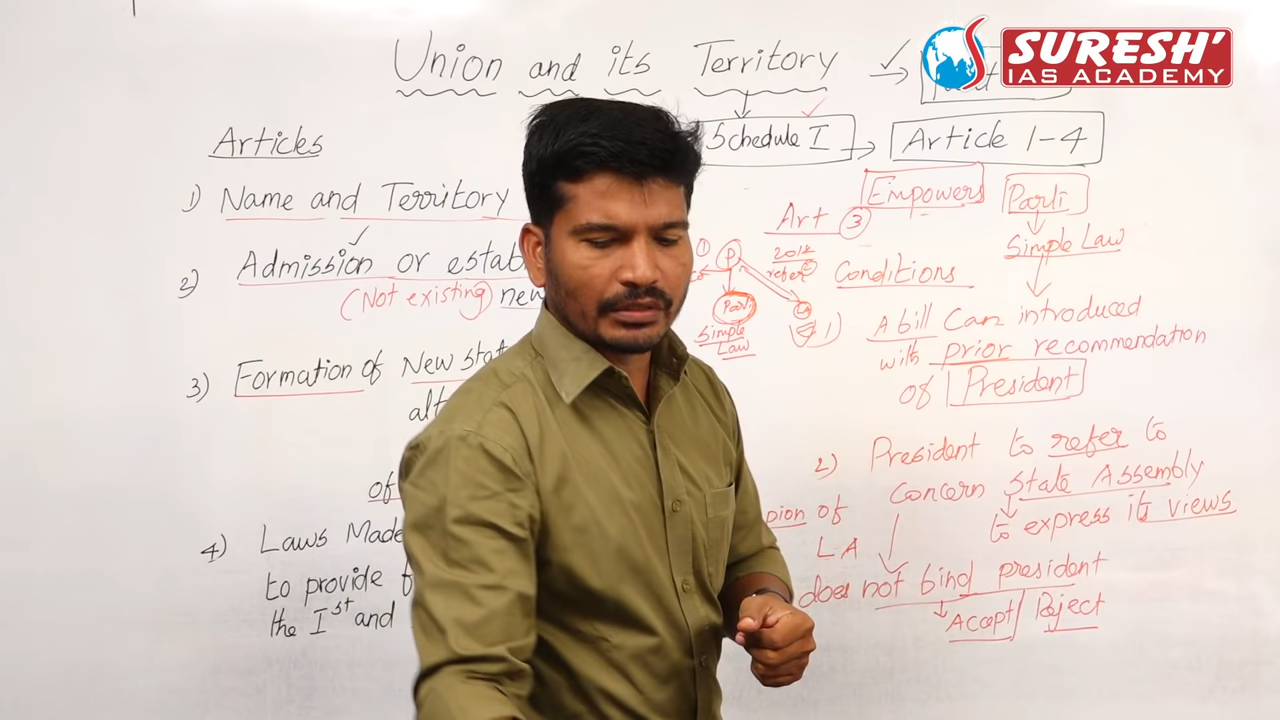 Union and its Territory
SURESH'
IAS ACADEMY
Schedule I
Article 1-4
Articles
1) Name and Territory
2) Admission or estab
(Not existing) new
3) Formation of New stat
alt
of
4) Laws Made
to provide f
the Ist and
Empowers
Parli
Simple Law
Art 3
1
P
refer
Parli
Simple
Law
Conditions
1) A bill Can introduced
with prior recommendation
of President
2) President to refer to
Concern State Assembly
to express its views
of
LA
does not bind president
Accept/Reject